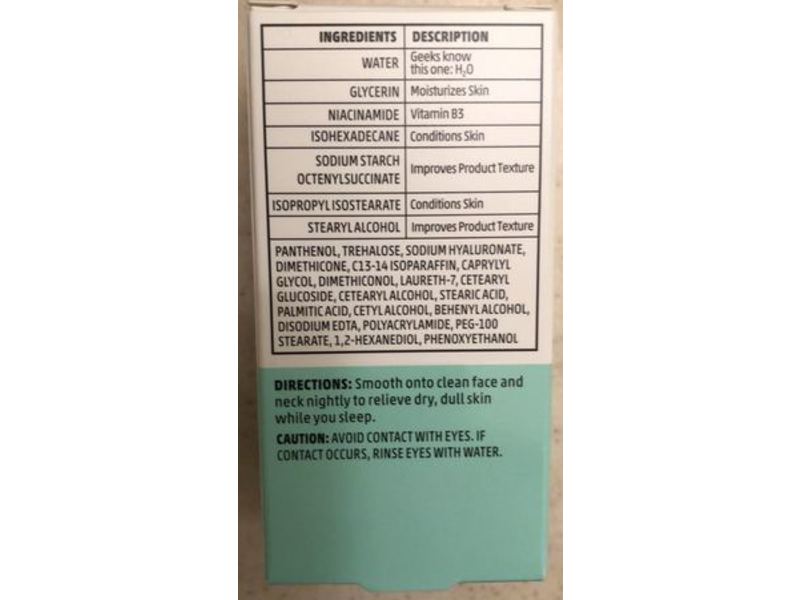 INGREDIENTS DESCRIPTION
WATER Geeks know
this one: H₂O
GLYCERIN Moisturizes Skin
NIACINAMIDE Vitamin B3
ISOHEXADECANE Conditions Skin
SODIUM STARCH
OCTENYLSUCCINATE Improves Product Texture
ISOPROPYL ISOSTEARATE Conditions Skin
STEARYL ALCOHOL Improves Product Texture
PANTHENOL, TREHALOSE, SODIUM HYALURONATE,
DIMETHICONE, C13-14 ISOPARAFFIN, CAPRYLYL
GLYCOL, DIMETHICONOL, LAURETH-7, CETEARYL
GLUCOSIDE, CETEARYL ALCOHOL, STEARIC ACID,
PALMITIC ACID, CETYL ALCOHOL, BEHENYL ALCOHOL,
DISODIUM EDTA, POLYACRYLAMIDE, PEG-100
STEARATE, 1,2-HEXANEDIOL, PHENOXYETHANOL
DIRECTIONS: Smooth onto clean face and
neck nightly to relieve dry, dull skin
while you sleep.
CAUTION: AVOID CONTACT WITH EYES. IF
CONTACT OCCURS, RINSE EYES WITH WATER.